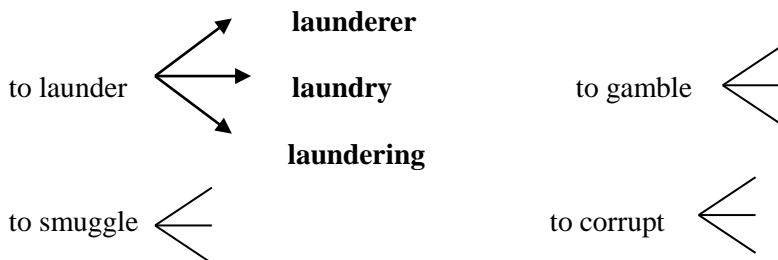 launderer
to launder
laundry
to gamble
laundering
to smuggle
to corrupt